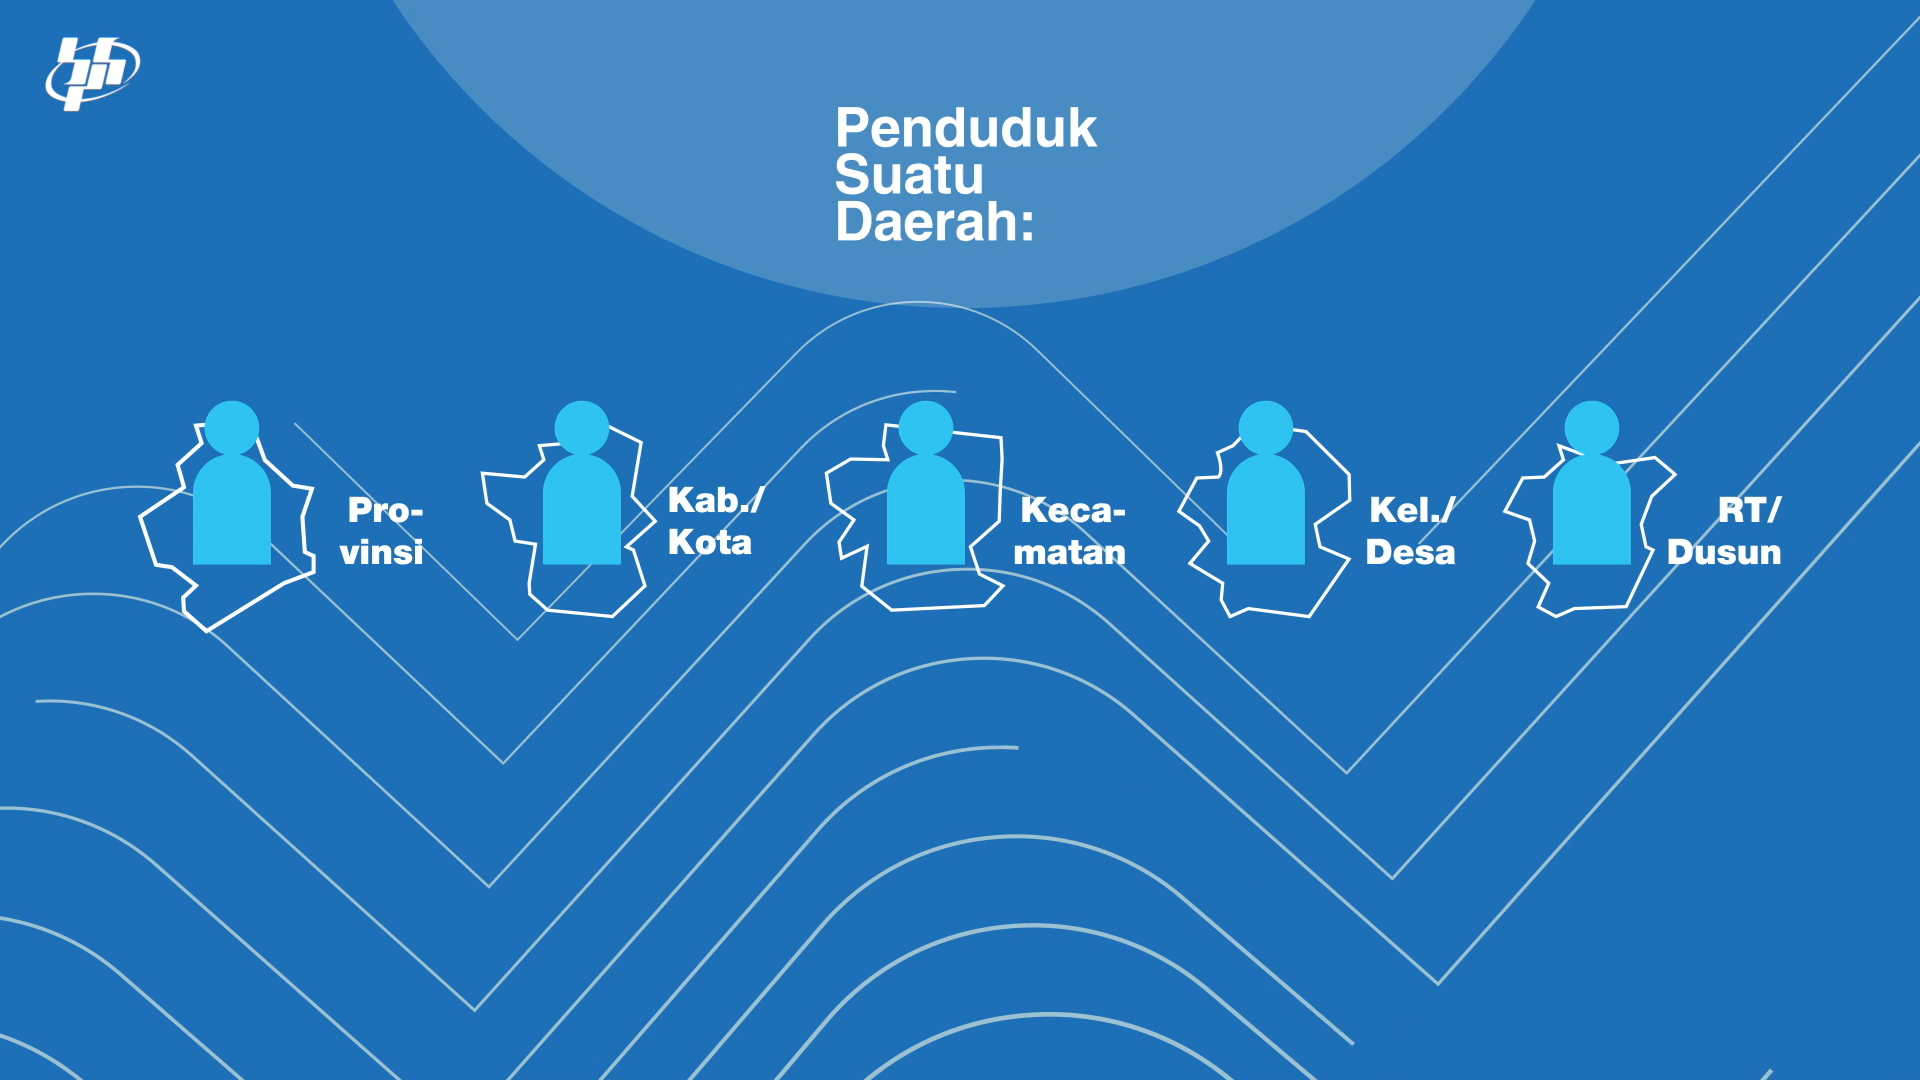 Penduduk
Suatu
Daerah:
Pro-
vinsi
Kab./
Kota
Keca-
matan
Kel./
Desa
RT/
Dusun